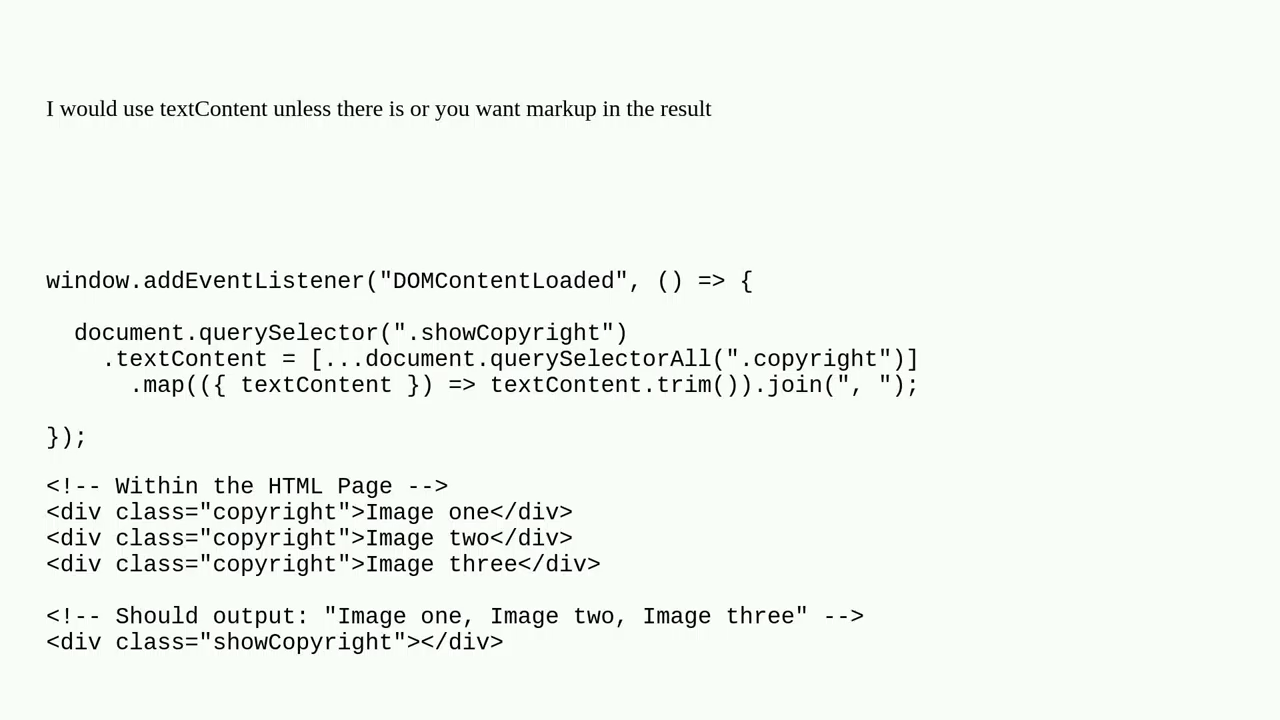 I would use textContent unless there is or you want markup in the result
window.addEventListener("DOMContentLoaded", () => {
  document.querySelector(".showCopyright")
    .textContent = [...document.querySelectorAll(".copyright")]
      .map(({ textContent }) => textContent.trim()).join(", ");
});
<!-- Within the HTML Page -->
<div class="copyright">Image one</div>
<div class="copyright">Image two</div>
<div class="copyright">Image three</div>
<!-- Should output: "Image one, Image two, Image three" -->
<div class="showCopyright"></div>